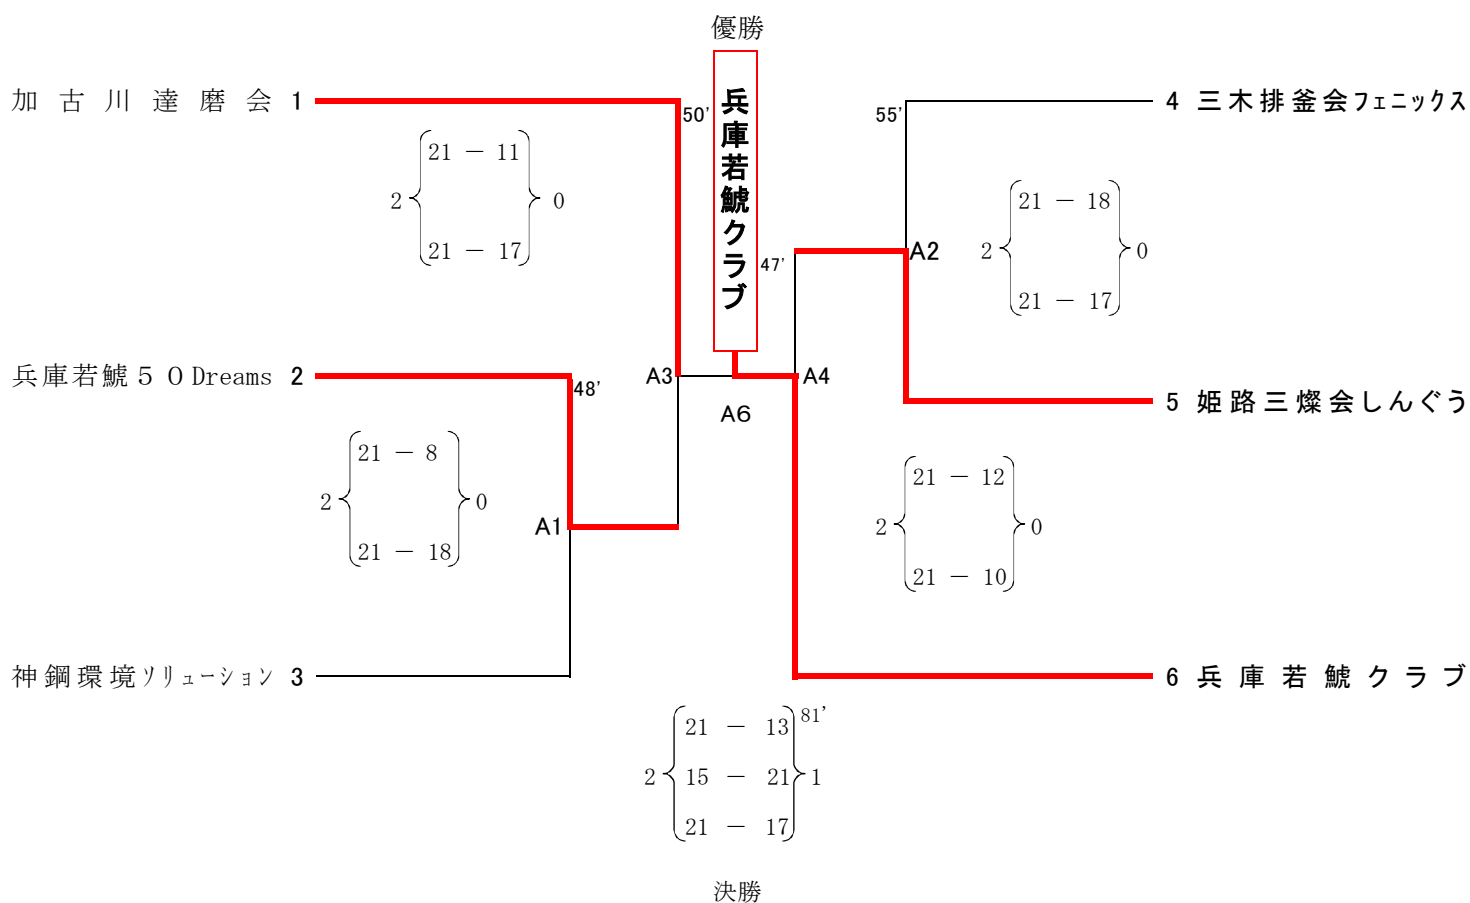 優勝
兵庫若鯱クラブ
加古川達磨会 1
50'
21 － 11
2 0
21 － 17
兵庫若鯱５０Dreams 2
48'
21 － 8
2 0
21 － 18
A1
神鋼環境ソリューション 3
A3
A6
47'
A4
55'
4 三木排釜会フェニックス
A2
21 － 18
2 0
21 － 17
5 姫路三燦会しんぐう
21 － 12
2 0
21 － 10
6 兵庫若鯱クラブ
21 － 13 81'
2 15 － 21 1
21 － 17
決勝